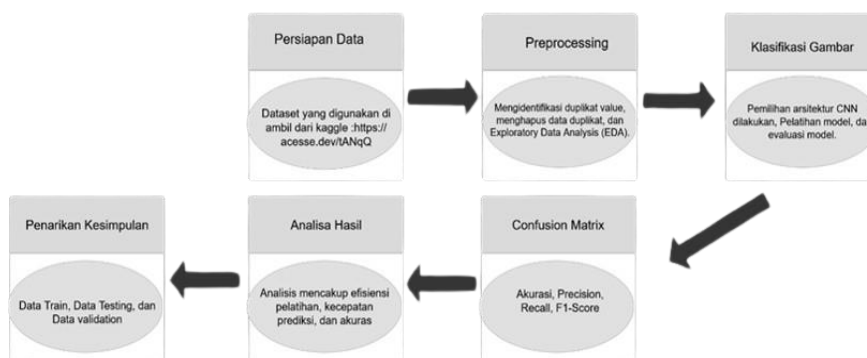 Persiapan Data
Dataset yang digunakan di
ambil dari kaggle :https://
acesse.dev/tANqQ
Preprocessing
Mengidentifikasi duplikat value,
menghapus data duplikat, dan
Exploratory Data Analysis (EDA).
Klasifikasi Gambar
Pemilihan arsitektur CNN
dilakukan, Pelatihan model, da
evaluasi model.
Confusion Matrix
Akurasi, Precision,
Recall, F1-Score
Analisa Hasil
Analisis mencakup efisiensi
pelatihan, kecepatan
prediksi, dan akuras
Penarikan Kesimpulan
Data Train, Data Testing, dan
Data validation